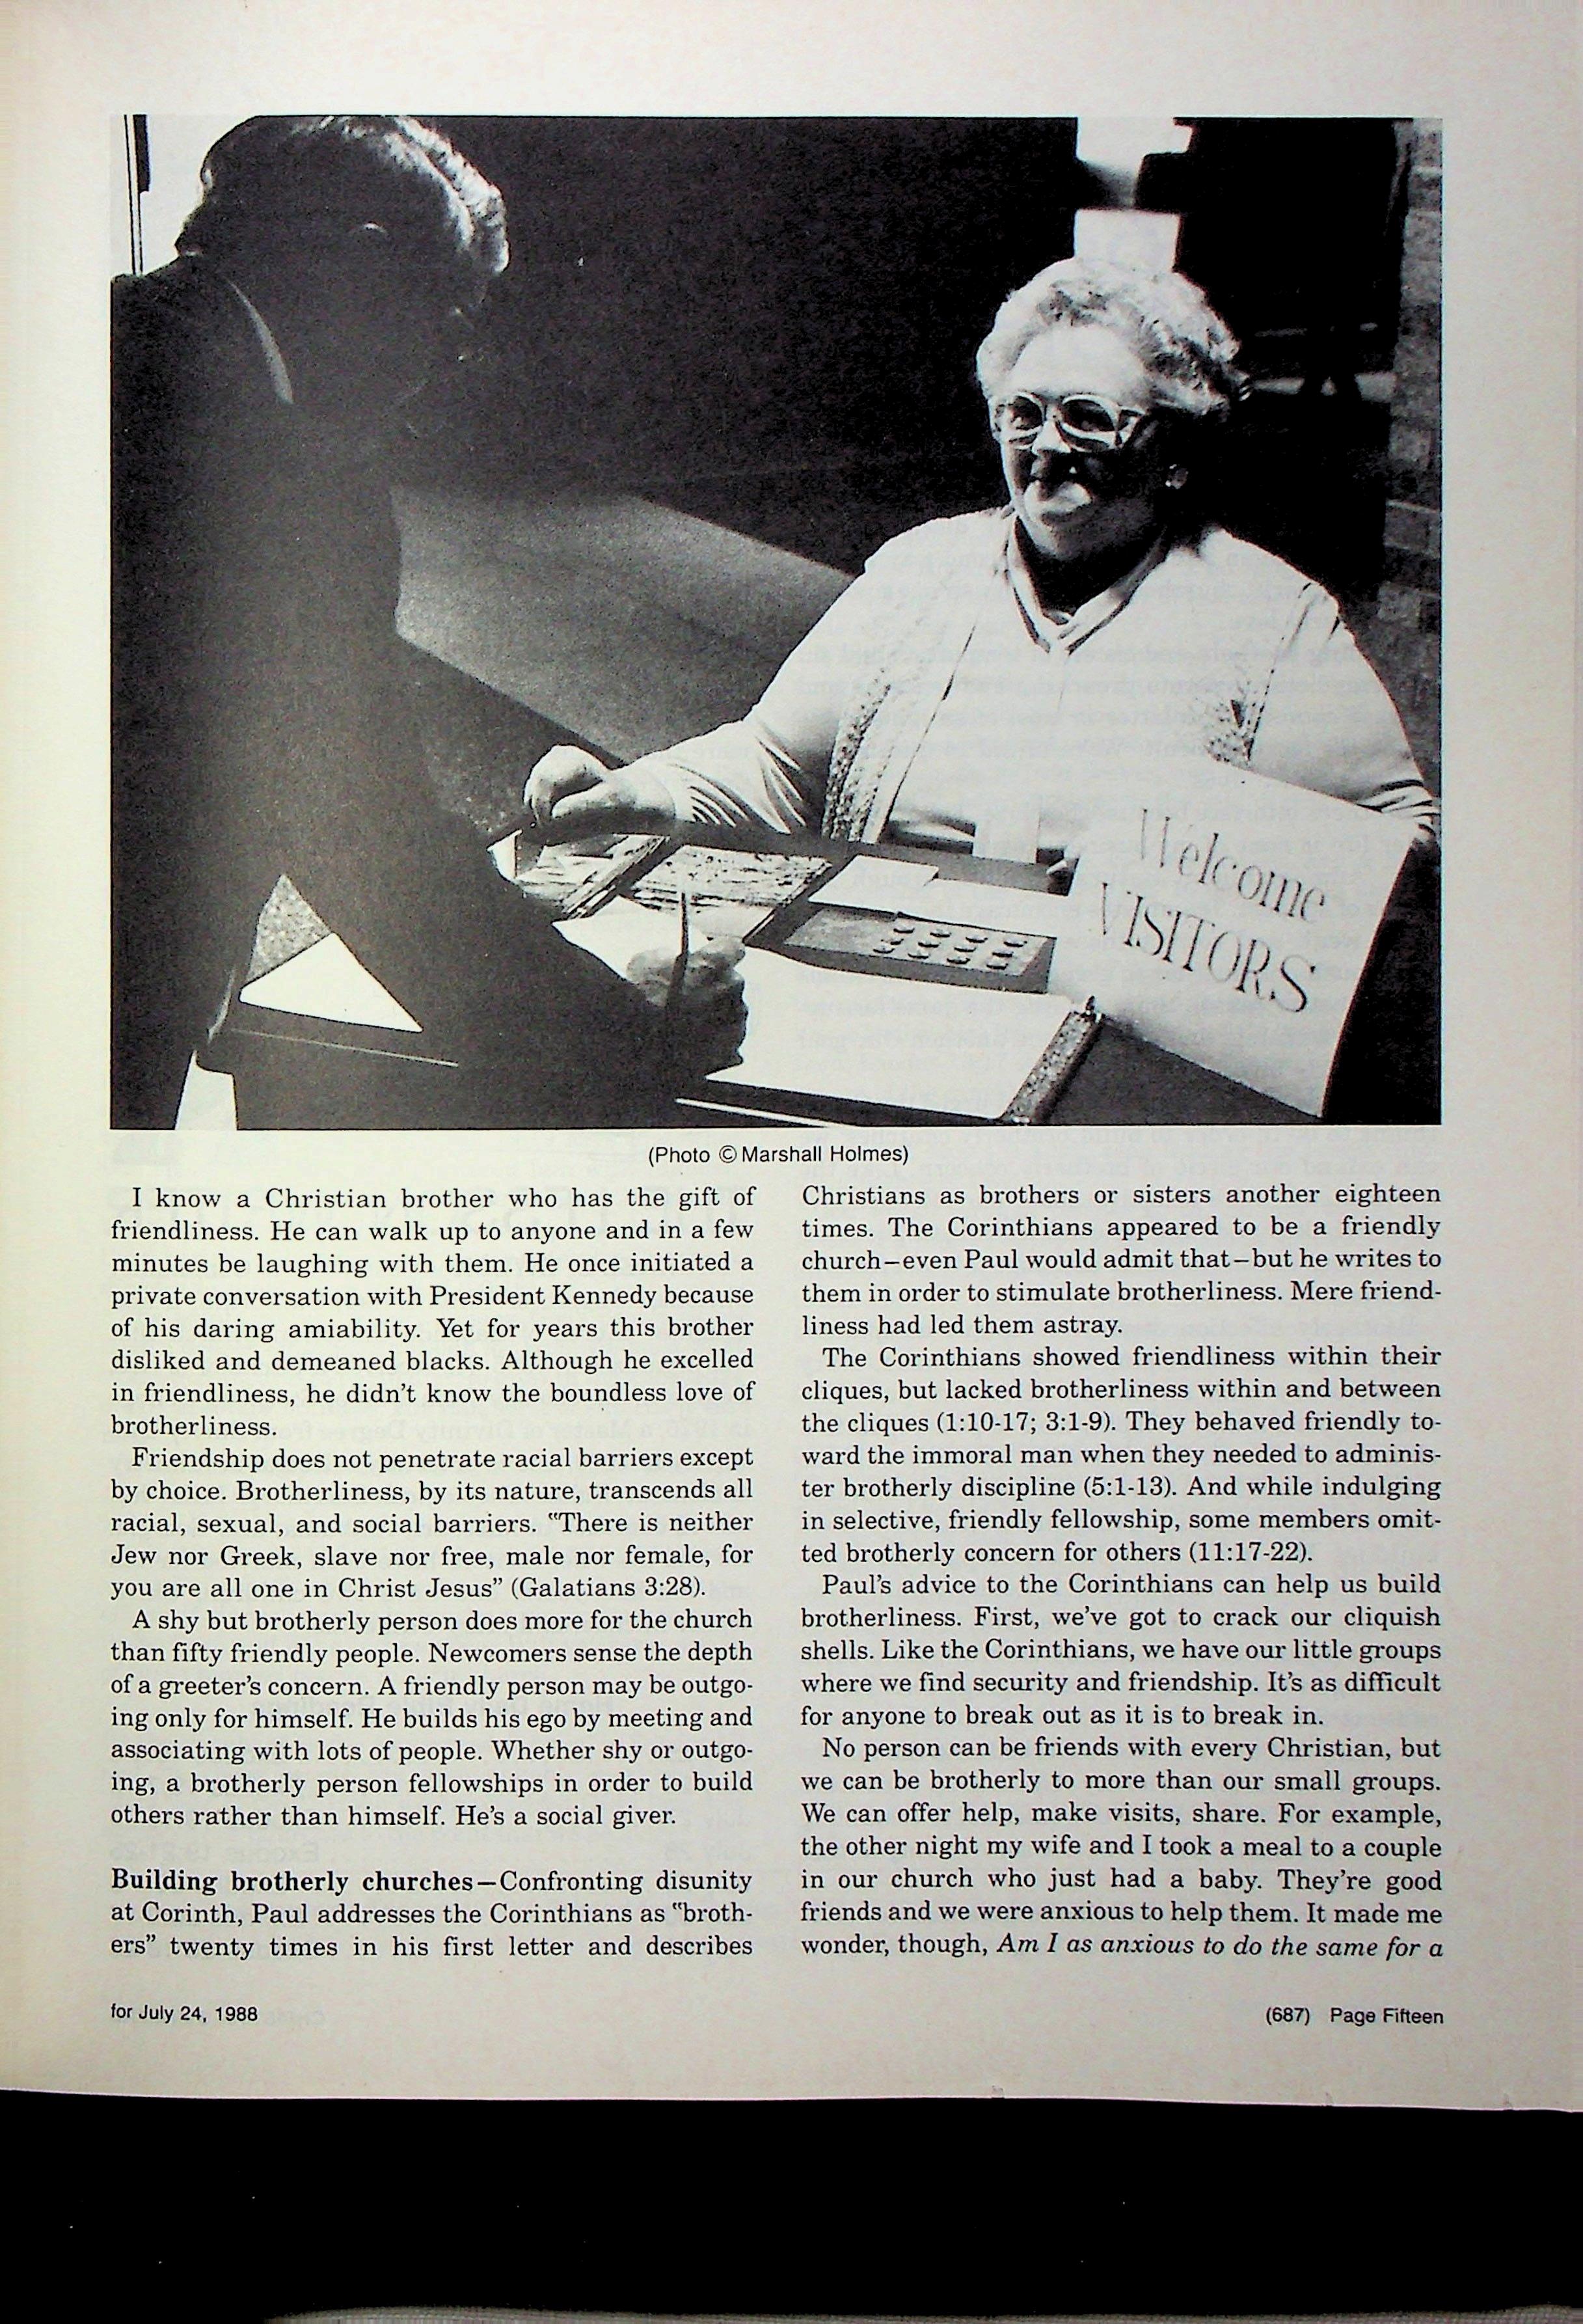 Welcome
VISITORS
(Photo © Marshall Holmes)
I know a Christian brother who has the gift of
friendliness. He can walk up to anyone and in a few
minutes be laughing with them. He once initiated a
private conversation with President Kennedy because
of his daring amiability. Yet for years this brother
disliked and demeaned blacks. Although he excelled
in friendliness, he didn't know the boundless love of
brotherliness.
Friendship does not penetrate racial barriers except
by choice. Brotherliness, by its nature, transcends all
racial, sexual, and social barriers. "There is neither
Jew nor Greek, slave nor free, male nor female, for
you are all one in Christ Jesus" (Galatians 3:28).
A shy but brotherly person does more for the church
than fifty friendly people. Newcomers sense the depth
of a greeter's concern. A friendly person may be outgo-
ing only for himself. He builds his ego by meeting and
associating with lots of people. Whether shy or outgo-
ing, a brotherly person fellowships in order to build
others rather than himself. He's a social giver.
Building brotherly churches—Confronting disunity
at Corinth, Paul addresses the Corinthians as "broth-
ers" twenty times in his first letter and describes
Christians as brothers or sisters another eighteen
times. The Corinthians appeared to be a friendly
church—even Paul would admit that—but he writes to
them in order to stimulate brotherliness. Mere friend-
liness had led them astray.
The Corinthians showed friendliness within their
cliques, but lacked brotherliness within and between
the cliques (1:10-17; 3:1-9). They behaved friendly to-
ward the immoral man when they needed to adminis-
ter brotherly discipline (5:1-13). And while indulging
in selective, friendly fellowship, some members omit-
ted brotherly concern for others (11:17-22).
Paul's advice to the Corinthians can help us build
brotherliness. First, we've got to crack our cliquish
shells. Like the Corinthians, we have our little groups
where we find security and friendship. It's as difficult
for anyone to break out as it is to break in.
No person can be friends with every Christian, but
we can be brotherly to more than our small groups.
We can offer help, make visits, share. For example,
the other night my wife and I took a meal to a couple
in our church who just had a baby. They're good
friends and we were anxious to help them. It made me
wonder, though, Am I as anxious to do the same for a
for July 24, 1988
(687) Page Fifteen